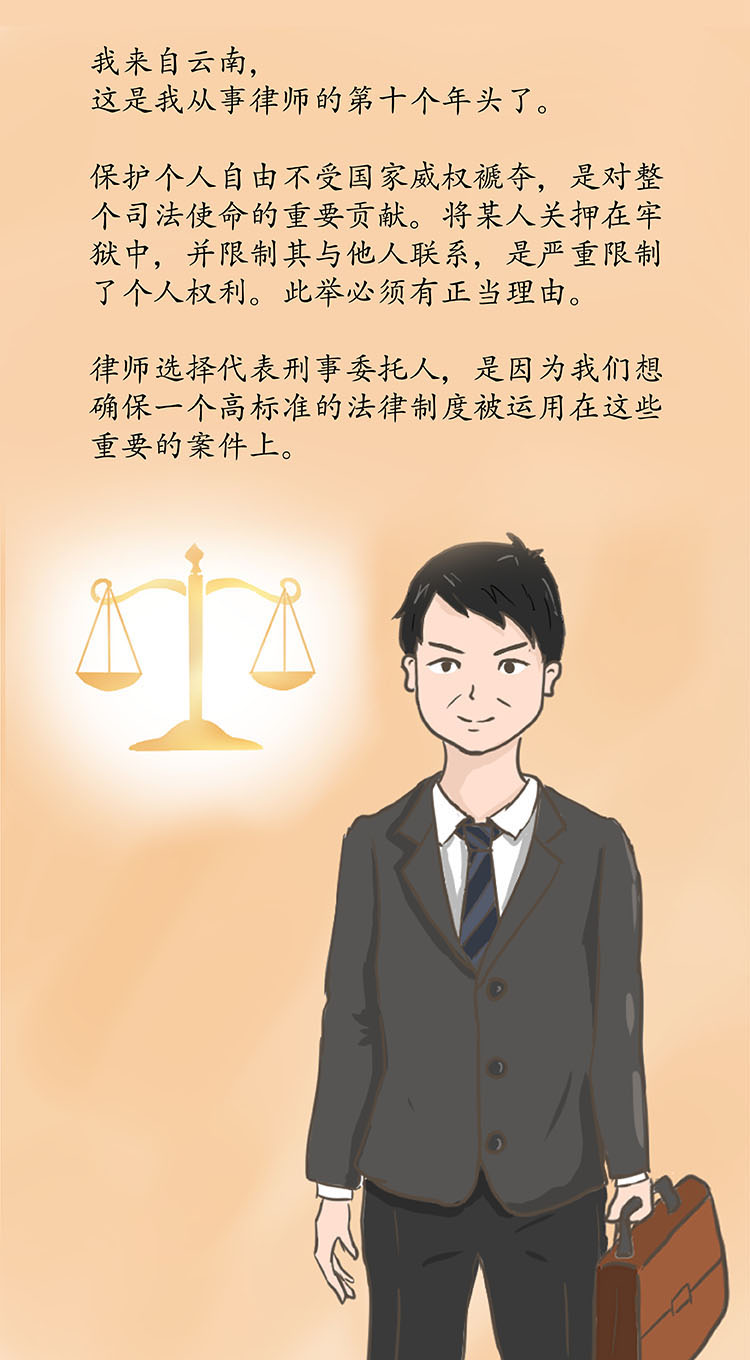 我来自云南，
这是我从事律师的第十个年头了。
保护个人自由不受国家威权褫夺，是对整
个司法使命的重要贡献。将某人关押在牢
狱中，并限制其与他人联系，是严重限制
了个人权利。此举必须有正当理由。
律师选择代表刑事委托人，是因为我们想
确保一个高标准的法律制度被运用在这些
重要的案件上。